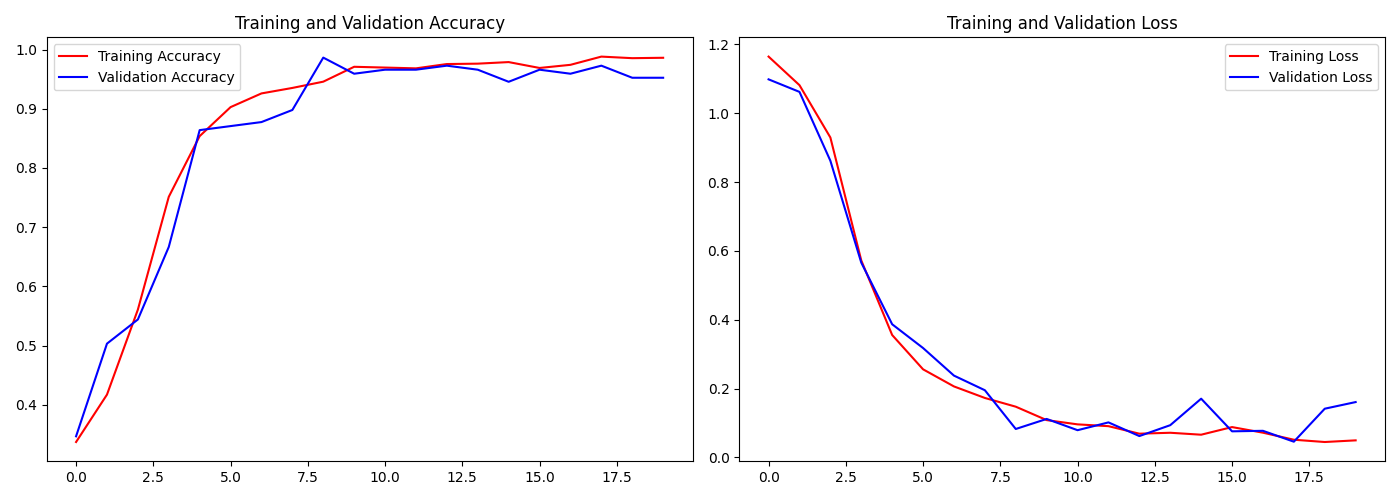 Training and Validation Accuracy
Training Accuracy
Validation Accuracy
1.0
0.9
0.8
0.7
0.6
0.5
0.4
0.0 2.5 5.0 7.5 10.0 12.5 15.0 17.5
Training and Validation Loss
Training Loss
Validation Loss
1.2
1.0
0.8
0.6
0.4
0.2
0.0
0.0 2.5 5.0 7.5 10.0 12.5 15.0 17.5